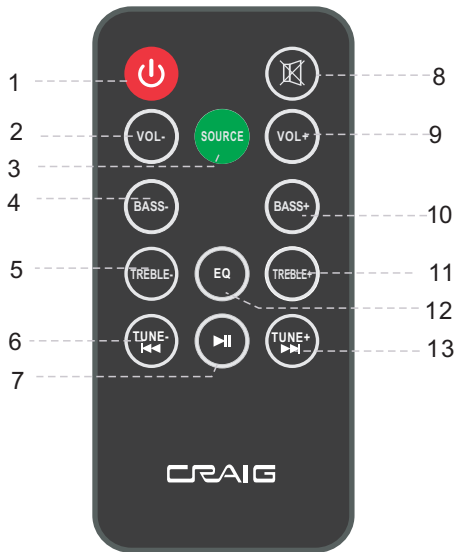 1
8
2
VOL-
SOURCE
VOL+
9
3
4
BASS-
BASS+
10
5
TREBLE-
EQ
TREBLE+
11
12
6
TUNE-
TUNE+
13
7
CRAIG